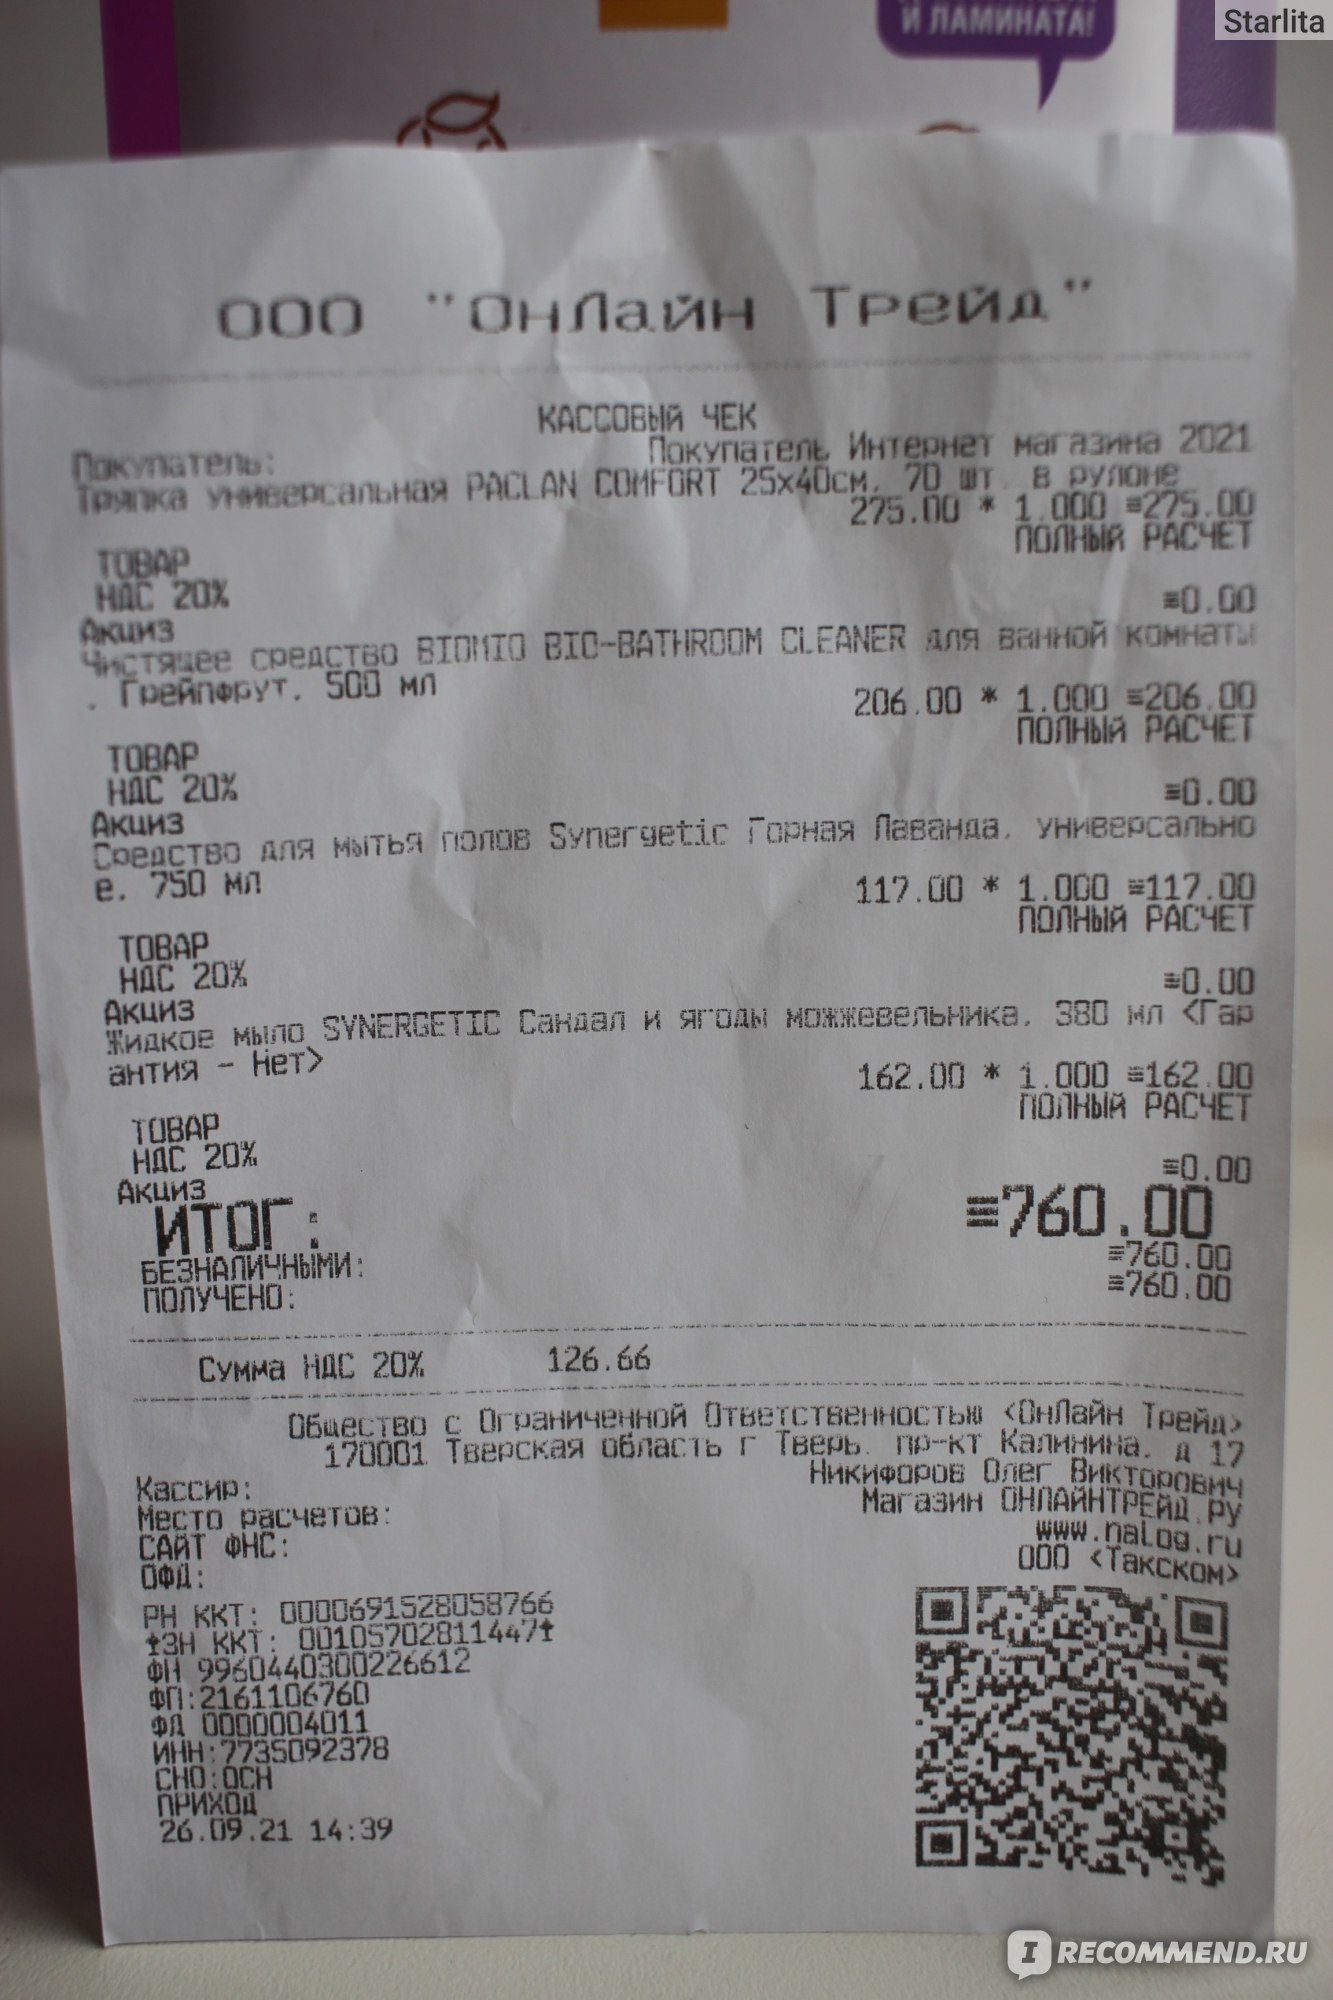 И ЛАМИНАТА!
Starlita
ООО "ОнЛайн Трейд"
КАССОВЫЙ ЧЕК
Покупатель: Покупатель Интернет магазина 2021
Тряпка универсальная PACLAN COMFORT 25x40см, 70 шт. в рулоне
275.00 * 1.000 ≡275.00
ПОЛНЫЙ РАСЧЕТ
ТОВАР
НДС 20%
Акциз ≡0.00
Чистящее средство BIOMIO BIO-BATHROOM CLEANER для ванной комнаты
. Грейпфрут, 500 мл
206.00 * 1.000 ≡206.00
ПОЛНЫЙ РАСЧЕТ
ТОВАР
НДС 20%
Акциз ≡0.00
Средство для мытья полов Synergetic Горная Лаванда, универсально
е, 750 мл
117.00 * 1.000 ≡117.00
ПОЛНЫЙ РАСЧЕТ
ТОВАР
НДС 20%
Акциз ≡0.00
Жидкое мыло SYNERGETIC Сандал и ягоды можжевельника, 380 мл <Гар
антия - Нет>
162.00 * 1.000 ≡162.00
ПОЛНЫЙ РАСЧЕТ
ТОВАР
НДС 20%
Акциз ≡0.00
ИТОГ: ≡760.00
БЕЗНАЛИЧНЫМИ: ≡760.00
ПОЛУЧЕНО: ≡760.00
Сумма НДС 20% 126.66
Общество с Ограниченной Ответственностью <ОнЛайн Трейд>
170001 Тверская область г Тверь, пр-кт Калинина, д 17
Кассир: Никифоров Олег Викторович
Место расчетов: Магазин ОНЛАЙНТРЕЙД.РУ
САЙТ ФНС: www.nalog.ru
ОФД: ООО <Такском>
РН ККТ: 0000691528058766
ЗН ККТ: 00105702811447
ФН 9960440300226612
ФП:2161106760
ФД 0000004011
ИНН:7735092378
СНО:ОСН
ПРИХОД
26.09.21 14:39
IRECOMMEND.RU